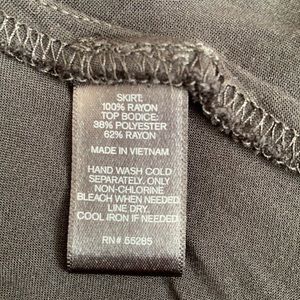 SKIRT:
100% RAYON
TOP BODICE:
38% POLYESTER
62% RAYON
MADE IN VIETNAM
HAND WASH COLD
SEPARATELY. ONLY
NON-CHLORINE
BLEACH WHEN NEEDED.
LINE DRY.
COOL IRON IF NEEDED.
RN# 55285